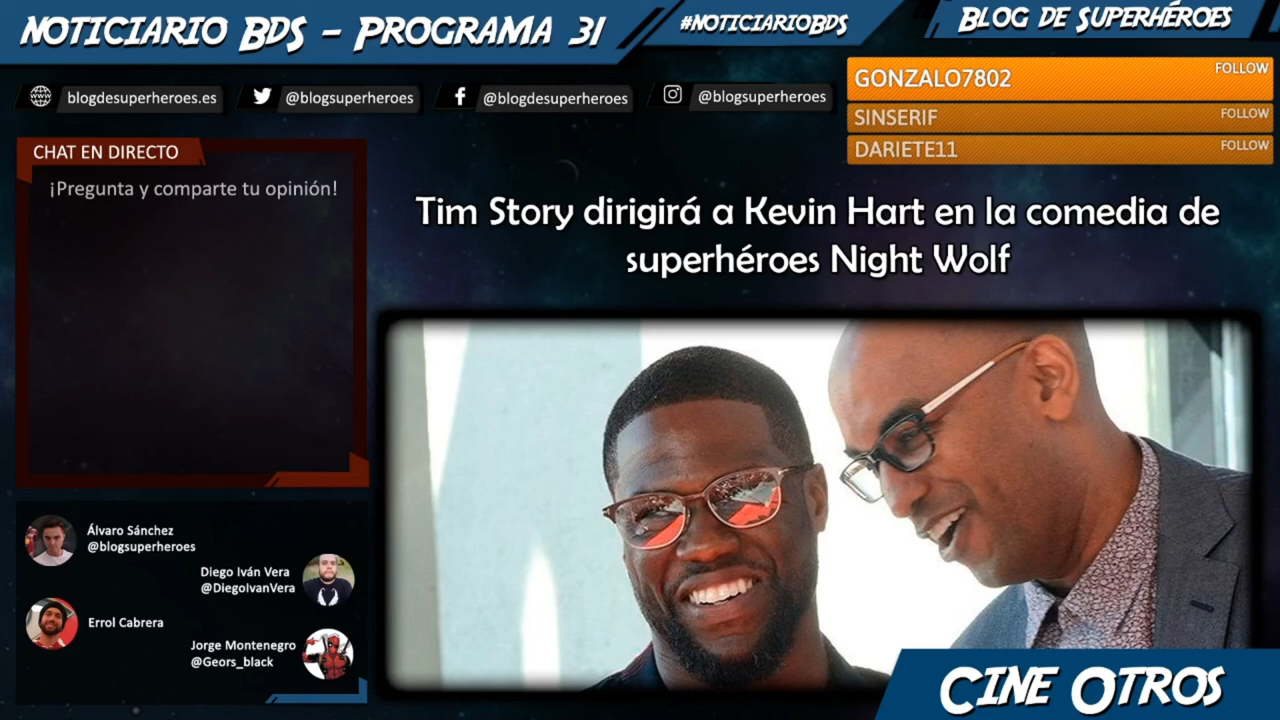 NOTICIARIO BDS - PROGRAMA 31
#NOTICIARIOBDS
BLOG DE SUPERHÉROES
www
blogdesuperheroes.es
@blogsuperheroes
@blogdesuperheroes
@blogsuperheroes
GONZALO7802 FOLLOW
SINSERIF FOLLOW
DARIETE11 FOLLOW
CHAT EN DIRECTO
¡Pregunta y comparte tu opinión!
Tim Story dirigirá a Kevin Hart en la comedia de
superhéroes Night Wolf
Álvaro Sánchez
@blogsuperheroes
Diego Iván Vera
@DiegoIvanVera
Errol Cabrera
Jorge Montenegro
@Geors_black
CINE OTROS